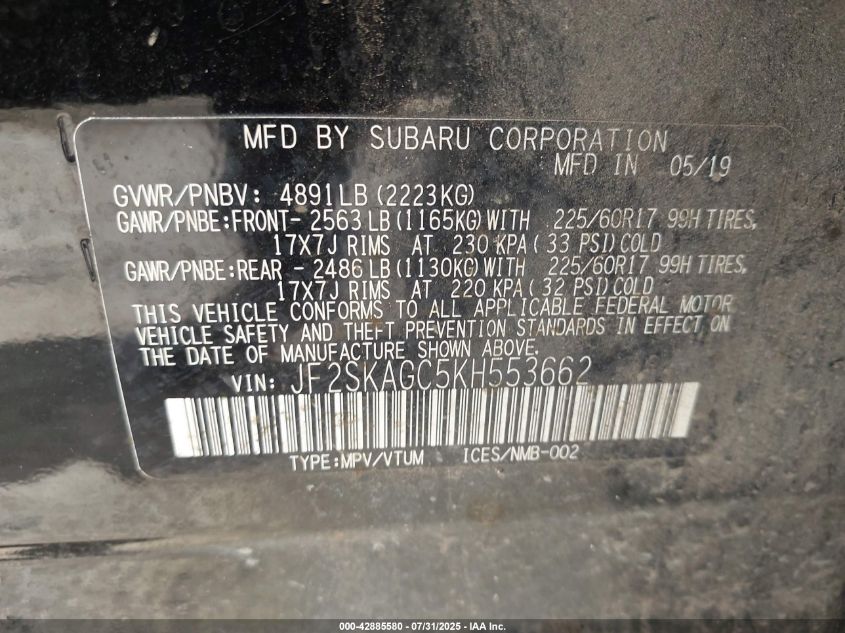 MFD BY SUBARU CORPORATION
MFD IN 05/19
GVWR/PNBV: 4891LB (2223KG)
GAWR/PNBE:FRONT- 2563 LB (1165KG) WITH 225/60R17 99H TIRES,
17X7J RIMS AT 230 KPA ( 33 PSI) COLD
GAWR/PNBE:REAR - 2486 LB (1130KG) WITH 225/60R17 99H TIRES,
17X7J RIMS AT 220 KPA ( 32 PSI) COLD
THIS VEHICLE CONFORMS TO ALL APPLICABLE FEDERAL MOTOR
VEHICLE SAFETY AND THEFT PREVENTION STANDARDS IN EFFECT ON
THE DATE OF MANUFACTURE SHOWN ABOVE.
VIN: JF2SKAGC5KH553662
TYPE:MPV/VTUM ICES/NMB-002
000-42885580 - 07/31/2025 - IAA Inc.